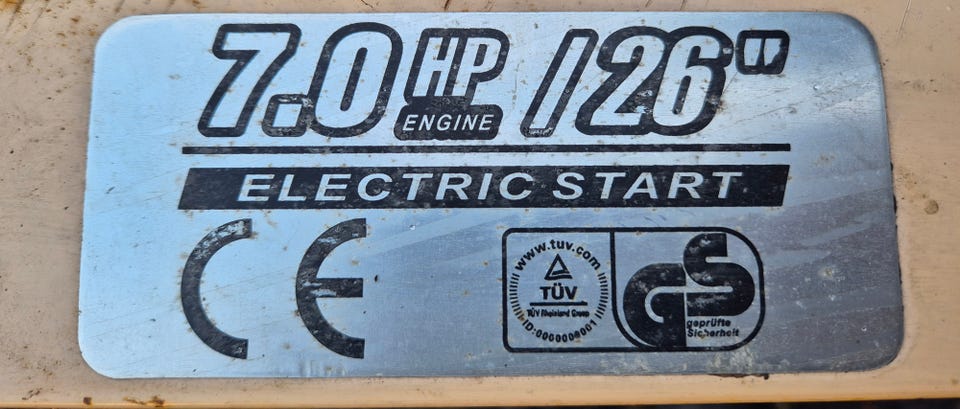 7.0 HP ENGINE /26"
ELECTRIC START
CE
www.tuv.com
TÜV
TÜV Rheinland Group
ID:0000000001
GS
geprüfte
Sicherheit